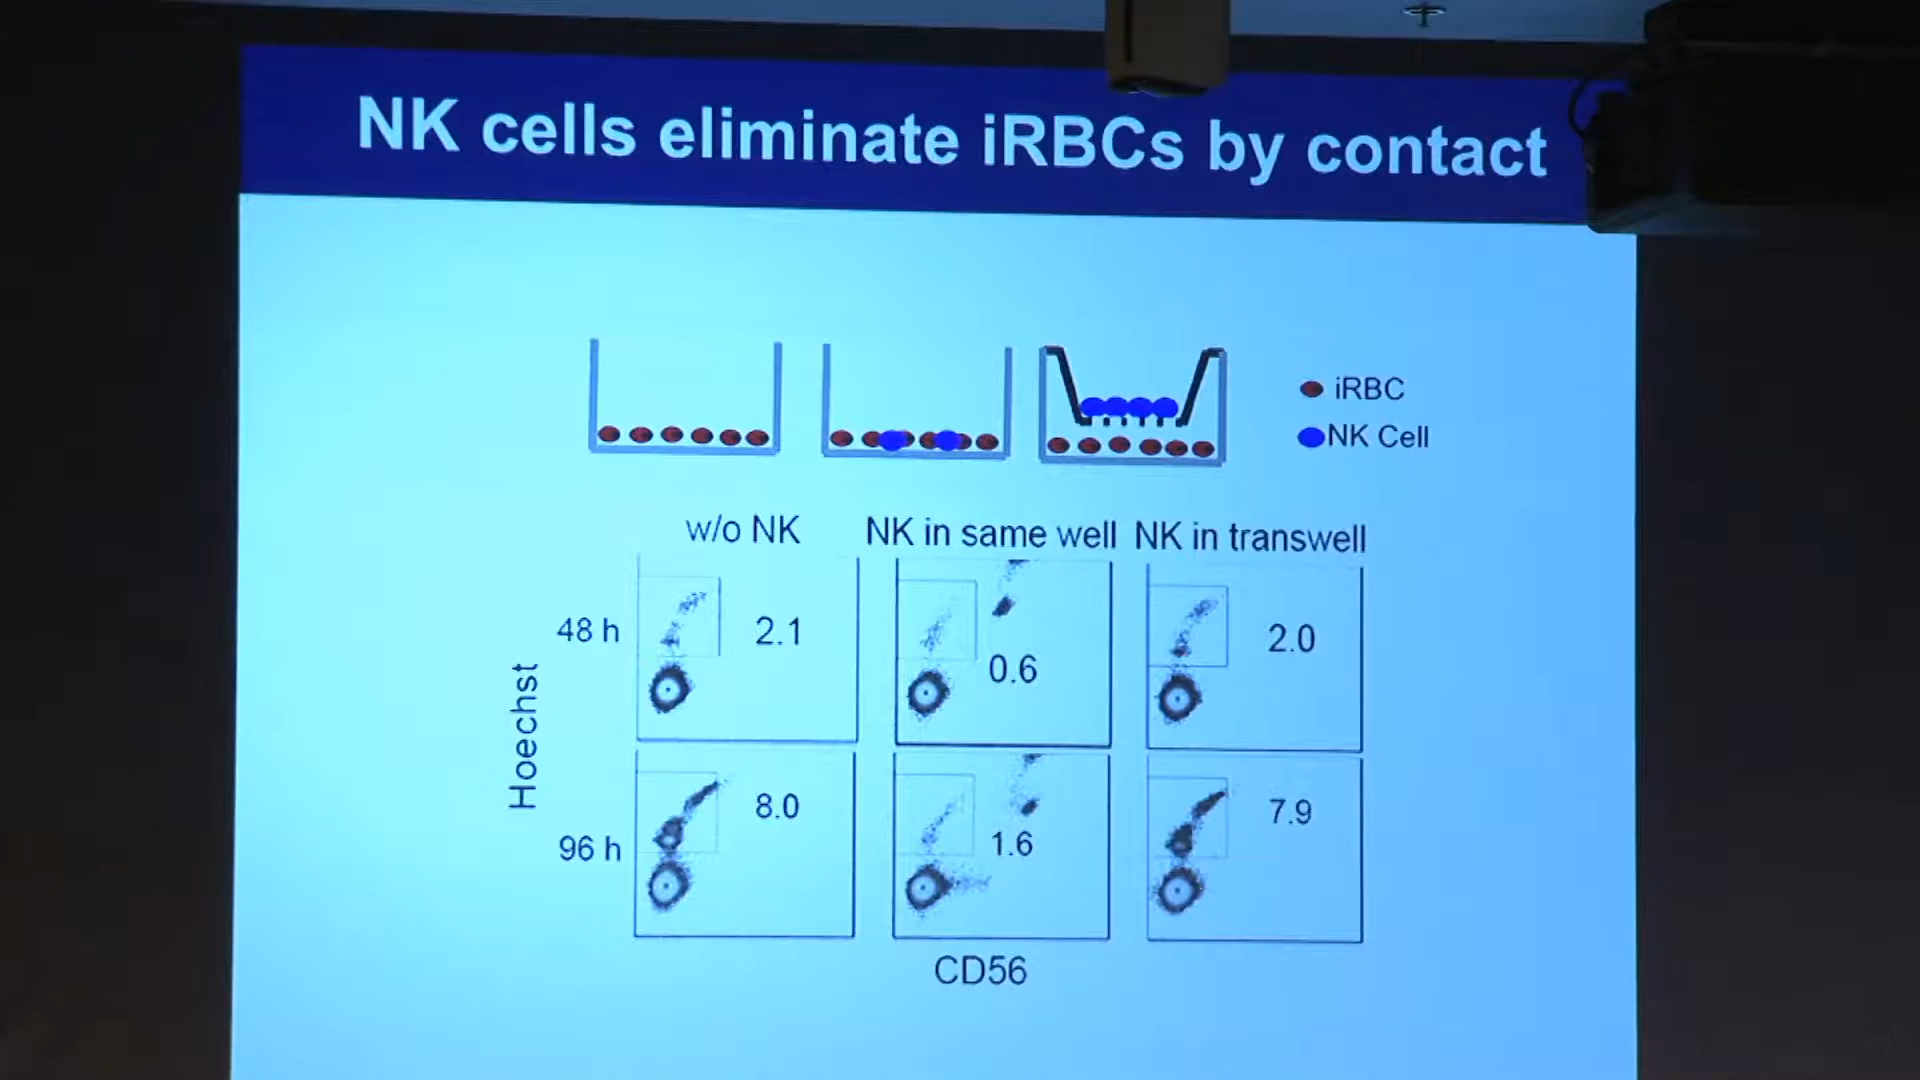 NK cells eliminate iRBCs by contact
iRBC
NK Cell
w/o NK
NK in same well
NK in transwell
48 h
2.1
0.6
2.0
Hoechst
96 h
8.0
1.6
7.9
CD56